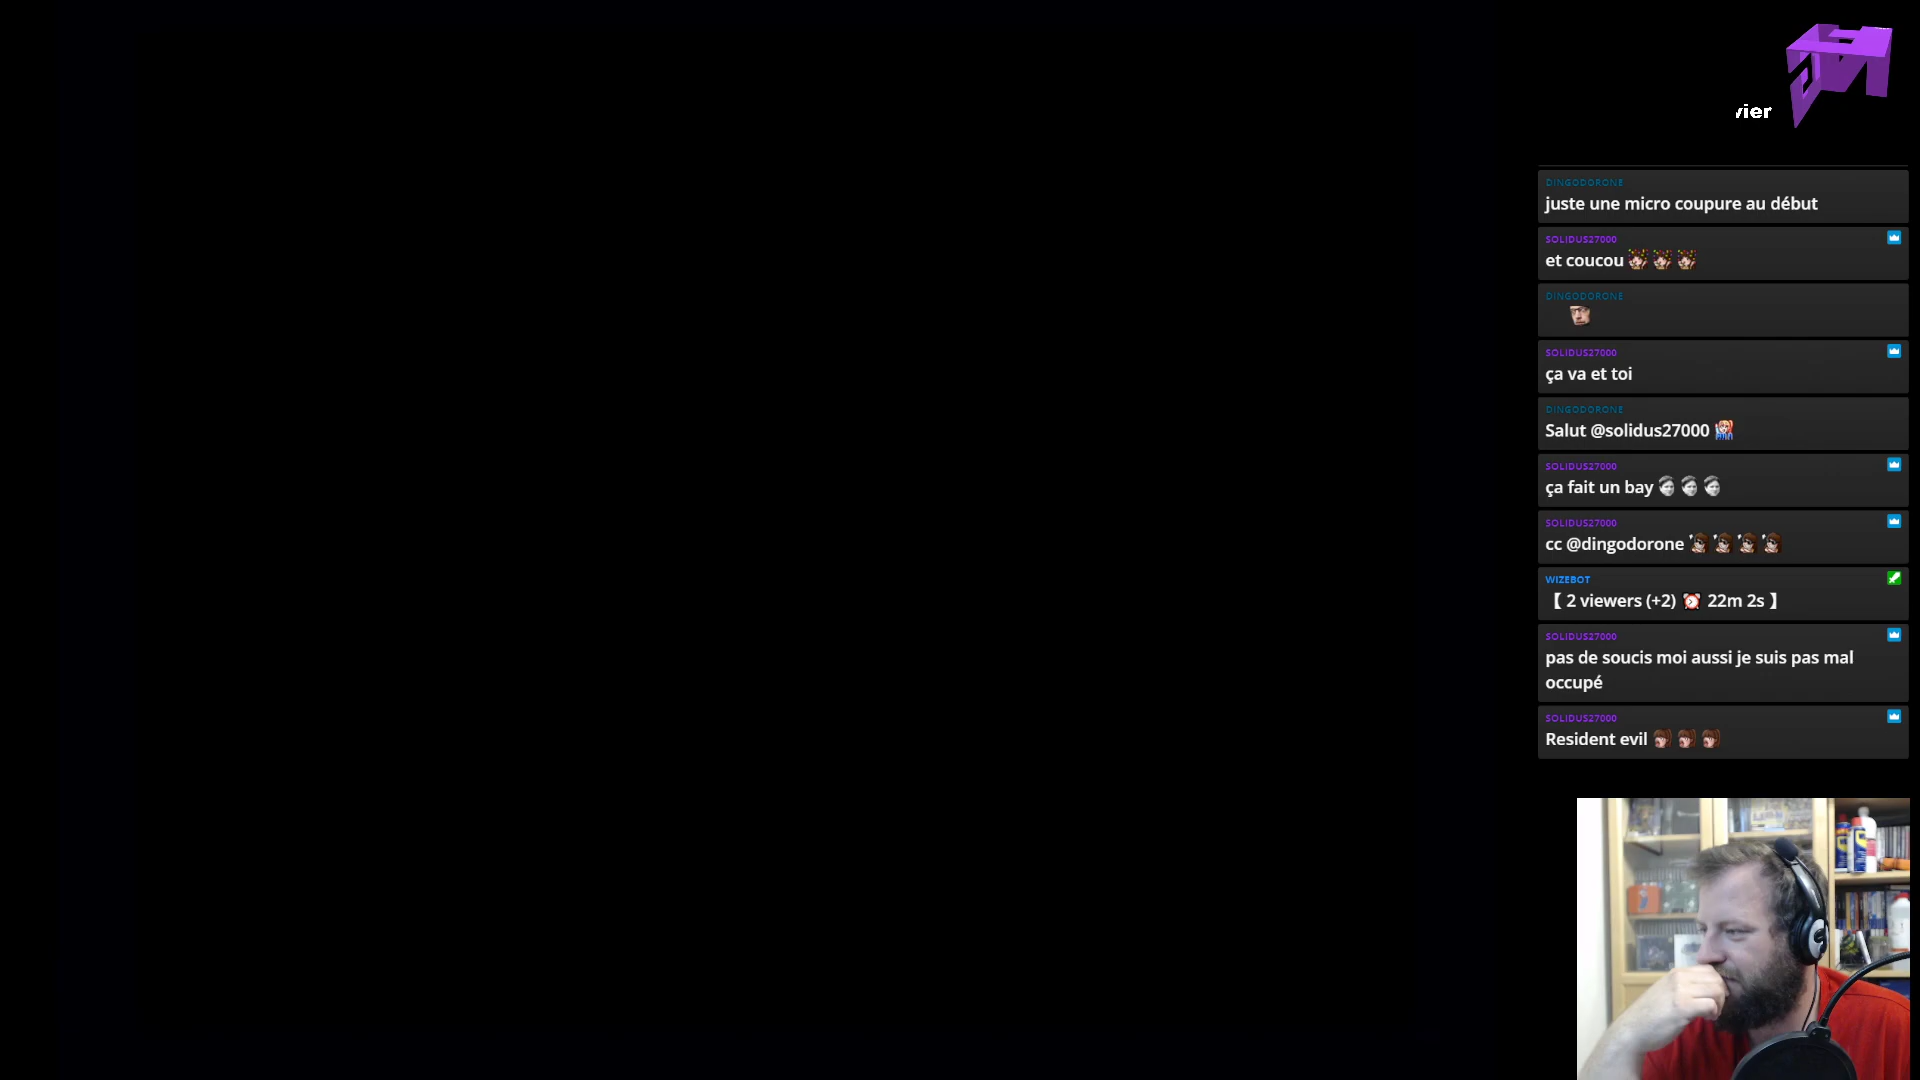 vier
DINGODORONE
juste une micro coupure au début
SOLIDUS27000
et coucou
DINGODORONE
SOLIDUS27000
ça va et toi
DINGODORONE
Salut @solidus27000
SOLIDUS27000
ça fait un bay
SOLIDUS27000
cc @dingodorone
WIZEBOT
【 2 viewers (+2) ⏰ 22m 2s 】
SOLIDUS27000
pas de soucis moi aussi je suis pas mal
occupé
SOLIDUS27000
Resident evil